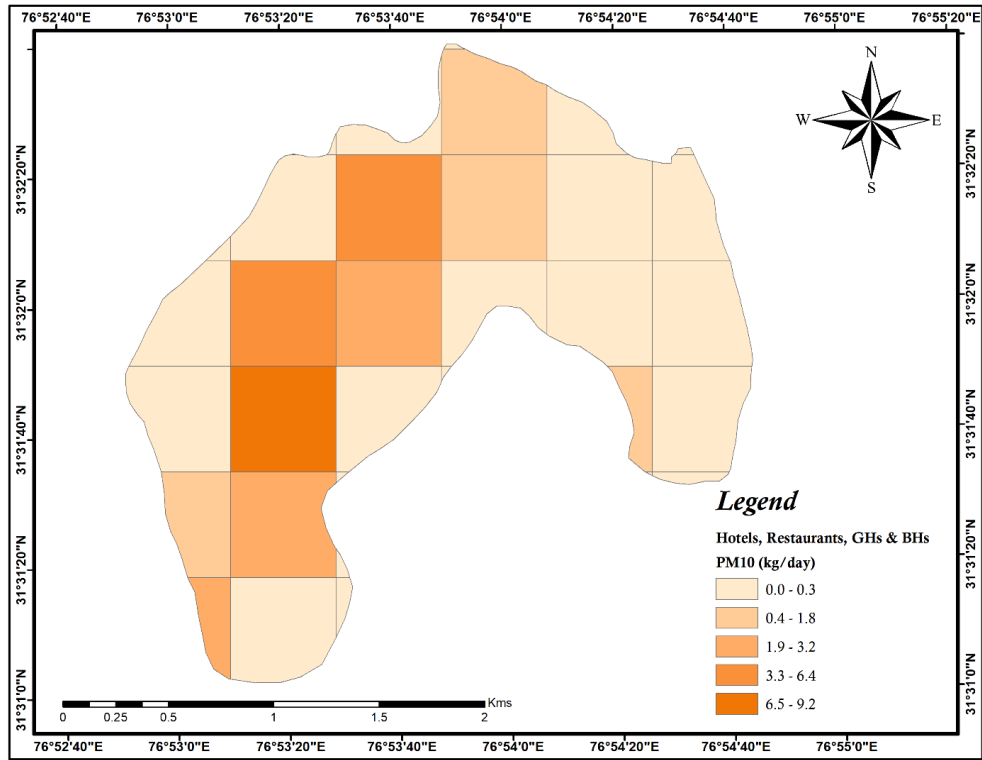 76°52'40"E 76°53'0"E 76°53'20"E 76°53'40"E 76°54'0"E 76°54'20"E 76°54'40"E 76°55'0"E 76°55'20"E
N
W E
S
31°32'20"N 31°32'20"N
31°32'0"N 31°32'0"N
31°31'40"N 31°31'40"N
31°31'20"N 31°31'20"N
31°31'0"N 31°31'0"N
Legend
Hotels, Restaurants, GHs & BHs
PM10 (kg/day)
0.0 - 0.3
0.4 - 1.8
1.9 - 3.2
3.3 - 6.4
6.5 - 9.2
Kms
0 0.25 0.5 1 1.5 2
76°52'40"E 76°53'0"E 76°53'20"E 76°53'40"E 76°54'0"E 76°54'20"E 76°54'40"E 76°55'0"E